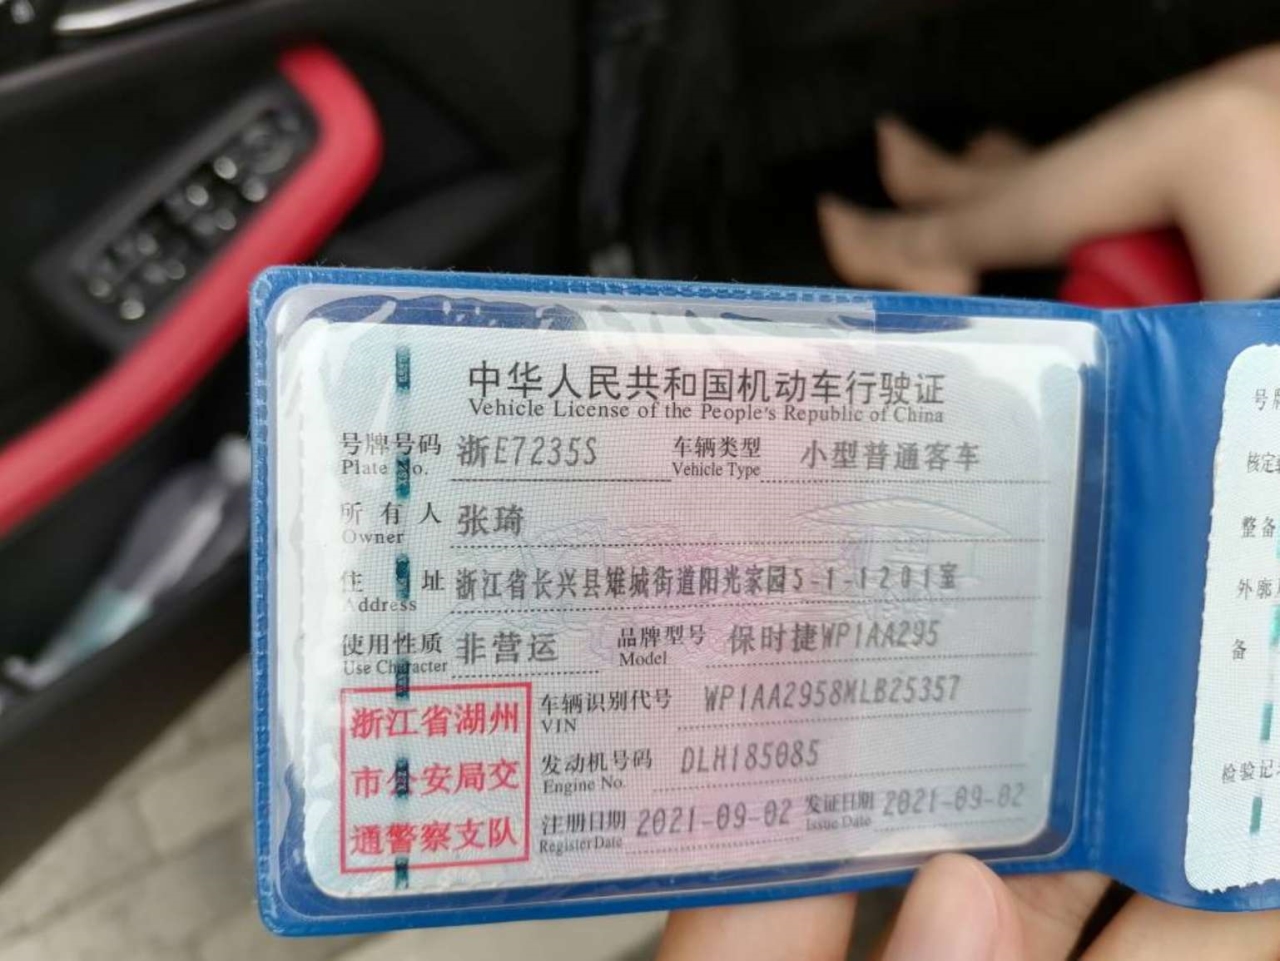 中华人民共和国机动车行驶证
Vehicle License of the People's Republic of China
号牌号码 浙E7235S 车辆类型 小型普通客车
Plate No. Vehicle Type
所有人 张琦
Owner
住址 浙江省长兴县雉城街道阳光家园5-1-1201室
Address
使用性质 非营运 品牌型号 保时捷WP1AA295
Use Character Model
浙江省湖州
市公安局交
通警察支队
车辆识别代号 WP1AA2958MLB25357
VIN
发动机号码 DLH185085
Engine No.
注册日期 2021-09-02 发证日期 2021-09-02
Register Date Issue Date
号牌
核定
整备
外廓
备
检验记